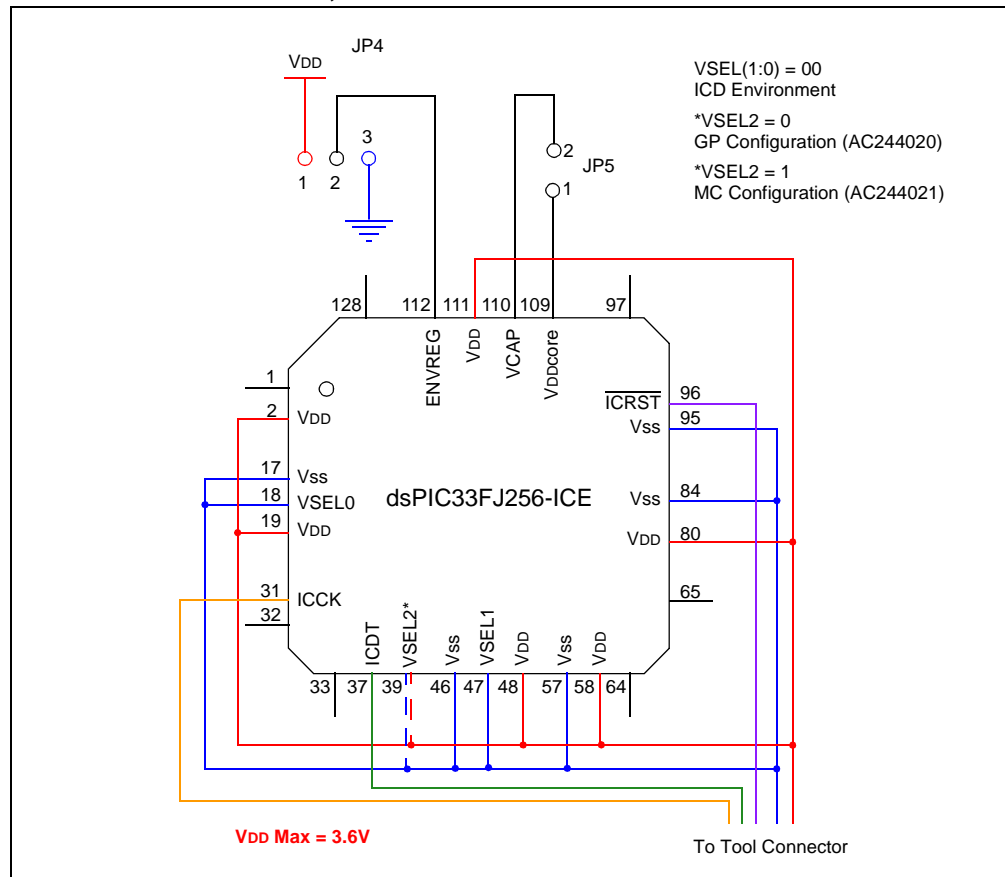 JP4
VDD
VSEL(1:0) = 00
ICD Environment
*VSEL2 = 0
GP Configuration (AC244020)
*VSEL2 = 1
MC Configuration (AC244021)
1
2
3
2
JP5
1
128
112
111
110
109
97
ENVREG
VDD
VCAP
VDDcore
1
2
VDD
17
Vss
18
VSEL0
19
VDD
31
ICCK
32
dsPIC33FJ256-ICE
ICRST
96
Vss
95
Vss
84
VDD
80
65
ICDT
VSEL2*
Vss
VSEL1
VDD
Vss
VDD
33
37
39
46
47
48
57
58
64
VDD Max = 3.6V
To Tool Connector